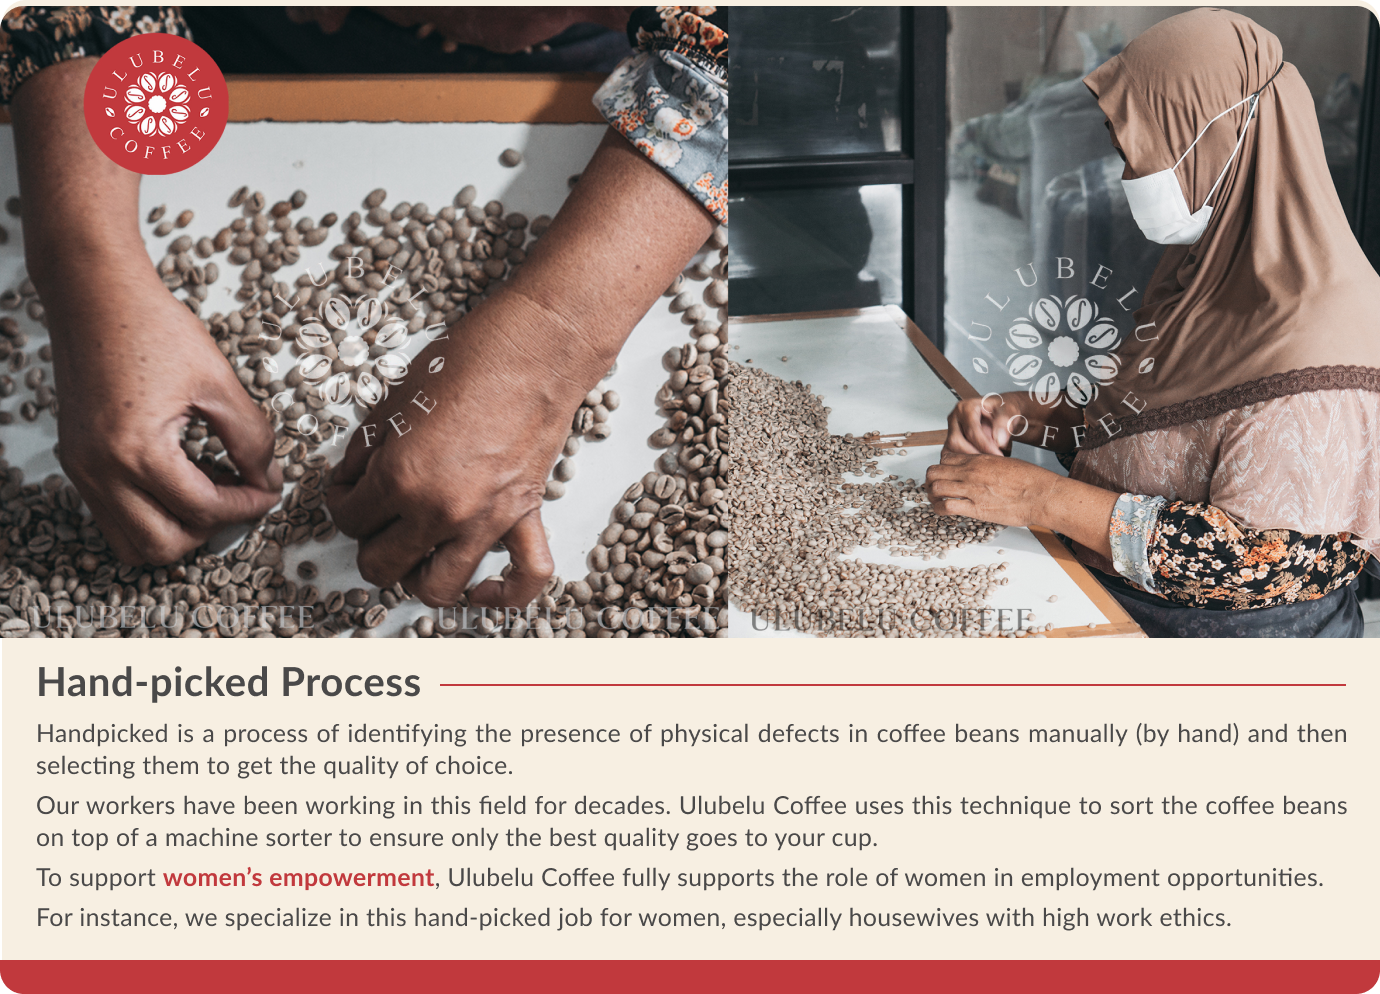 ULUBELU
COFFEE
ULUBELU
COFFEE
ULUBELU
COFFEE
ULUBELU COFFEE
ULUBELU COFFEE
ULUBELU COFFEE
Hand-picked Process
Handpicked is a process of identifying the presence of physical defects in coffee beans manually (by hand) and then
selecting them to get the quality of choice.
Our workers have been working in this field for decades. Ulubelu Coffee uses this technique to sort the coffee beans
on top of a machine sorter to ensure only the best quality goes to your cup.
To support women’s empowerment, Ulubelu Coffee fully supports the role of women in employment opportunities.
For instance, we specialize in this hand-picked job for women, especially housewives with high work ethics.